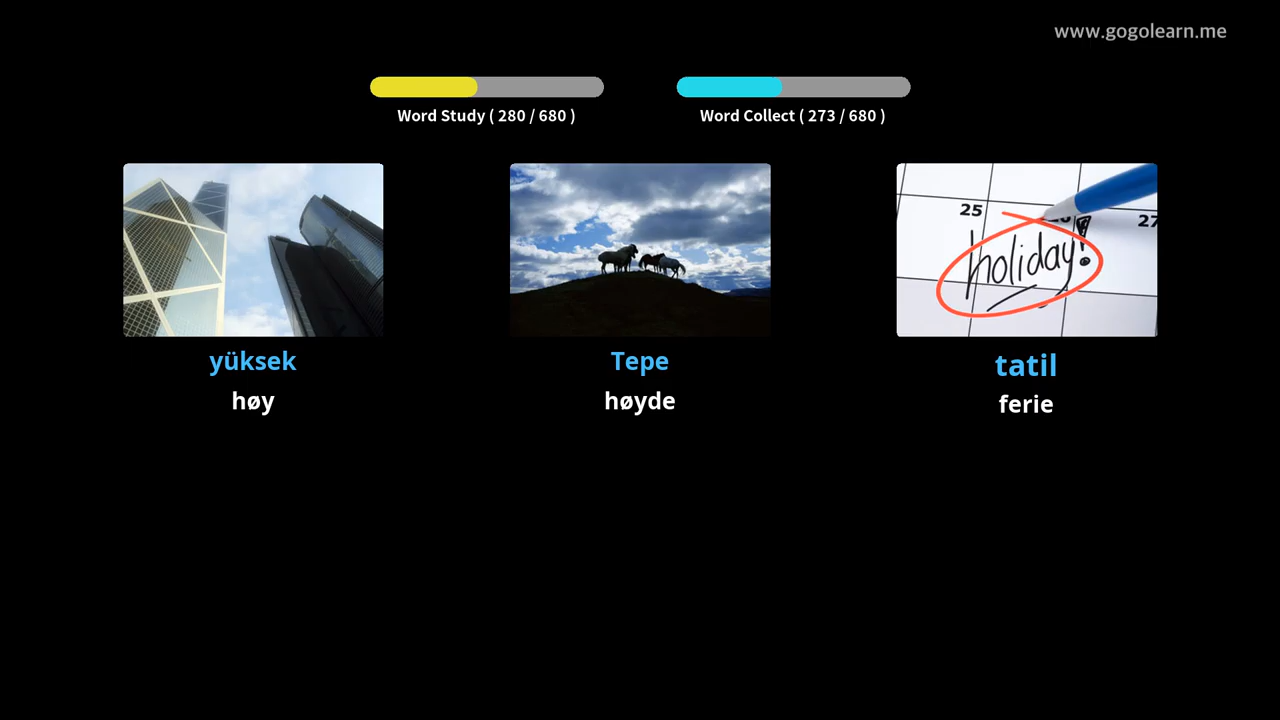 www.gogolearn.me
Word Study ( 280 / 680 )
Word Collect ( 273 / 680 )
25
27
holiday!
yüksek
Tepe
tatil
høy
høyde
ferie